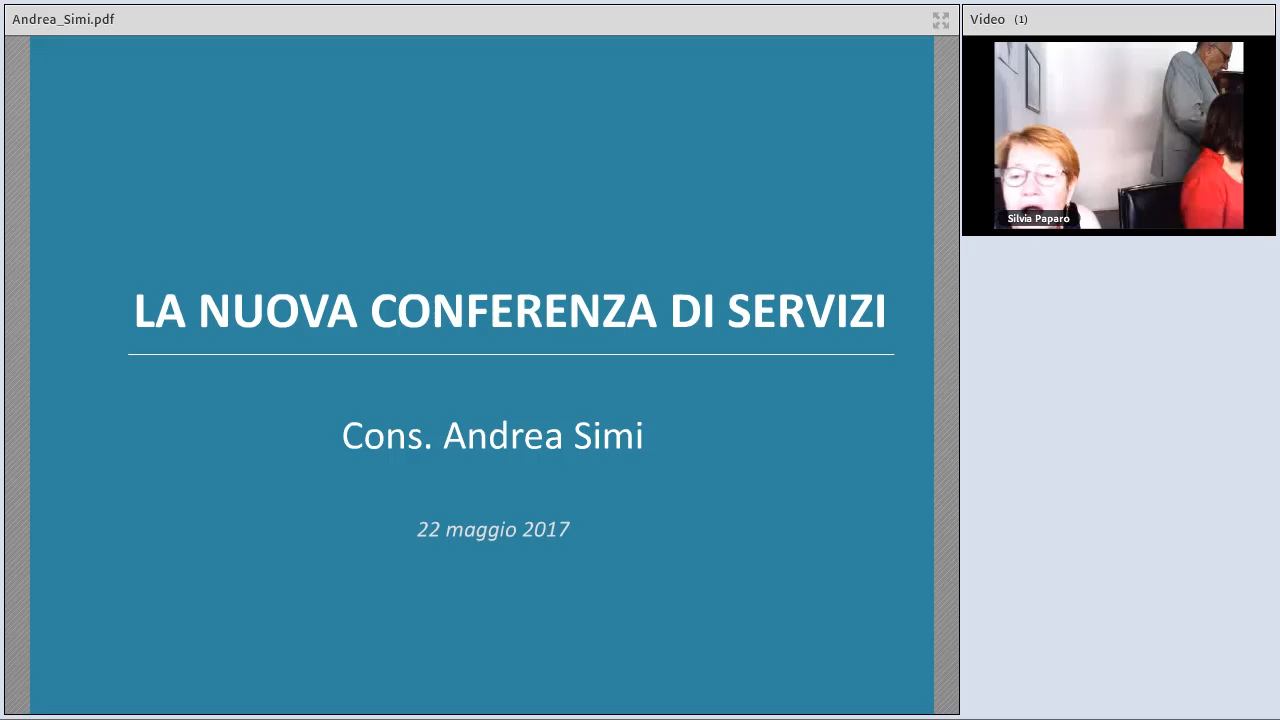 Andrea_Simi.pdf
Video (1)
Silvia Paparo
LA NUOVA CONFERENZA DI SERVIZI
Cons. Andrea Simi
22 maggio 2017